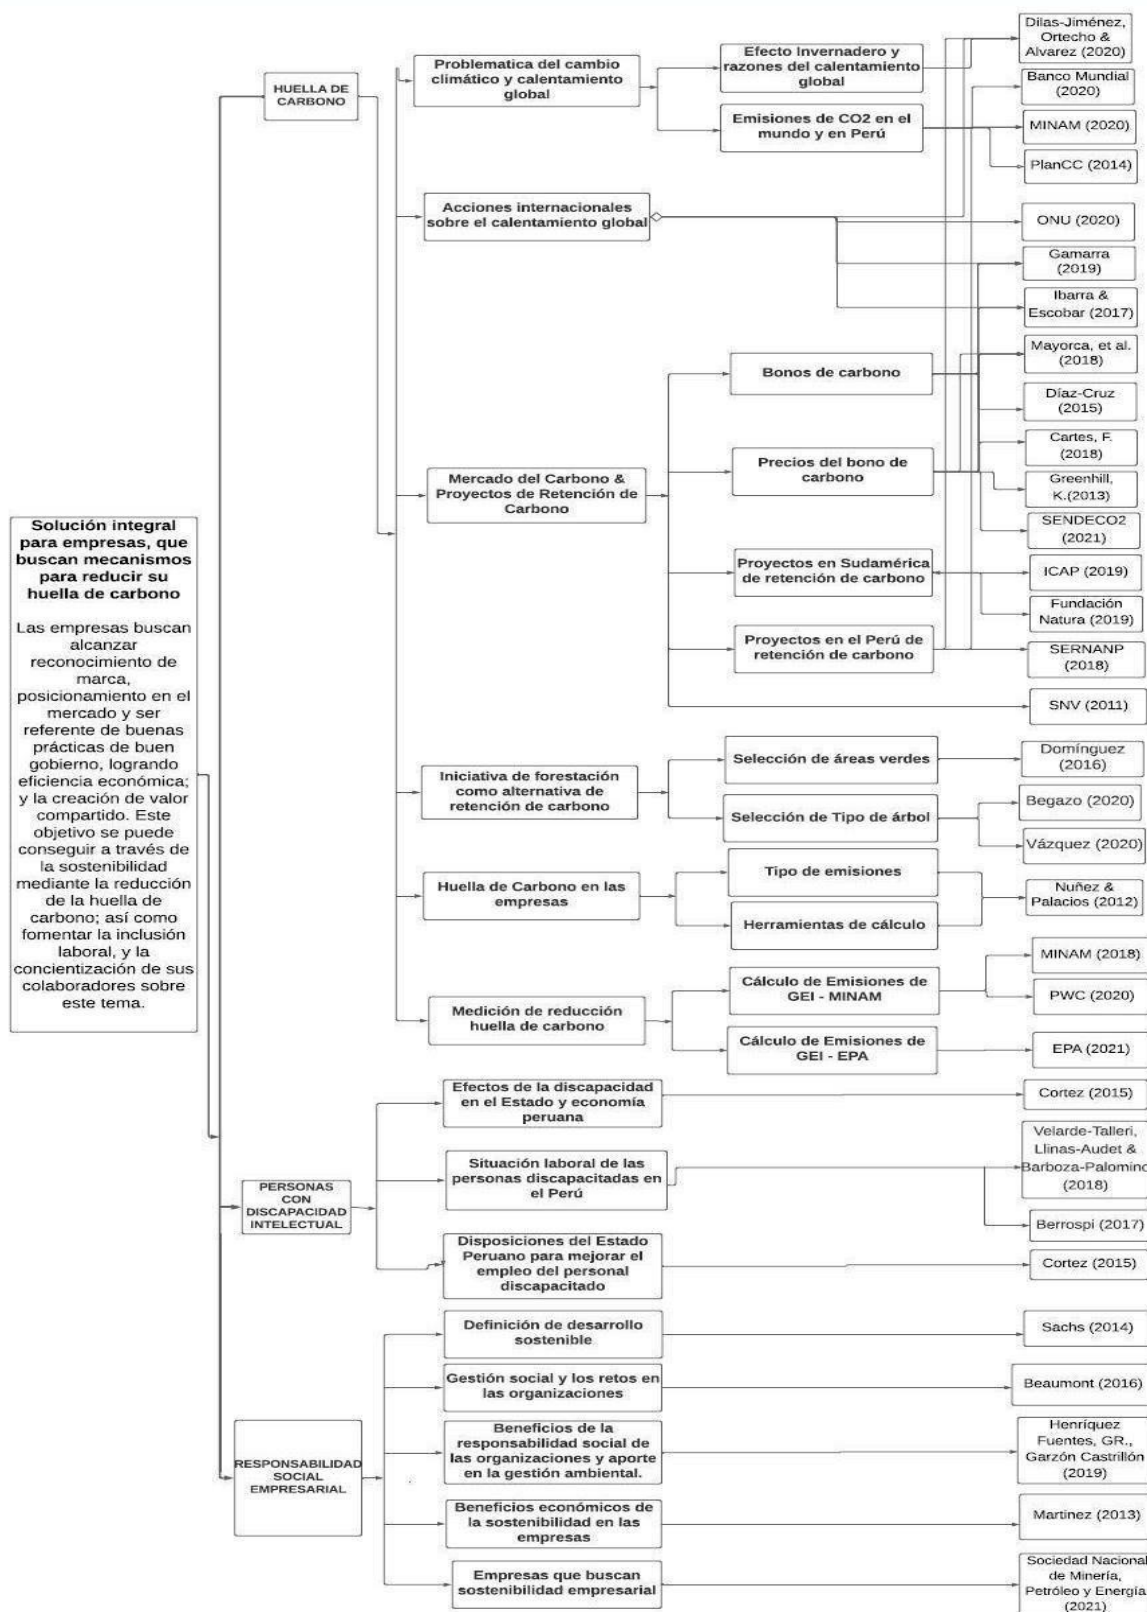 Solución integral
para empresas, que
buscan mecanismos
para reducir su
huella de carbono
Las empresas buscan
alcanzar
reconocimiento de
marca,
posicionamiento en el
mercado y ser
referente de buenas
prácticas de buen
gobierno, logrando
eficiencia económica;
y la creación de valor
compartido. Este
objetivo se puede
conseguir a través de
la sostenibilidad
mediante la reducción
de la huella de
carbono; así como
fomentar la inclusión
laboral, y la
concientización de sus
colaboradores sobre
este tema.
HUELLA DE
CARBONO
Problematica del cambio
climático y calentamiento
global
Efecto Invernadero y
razones del calentamiento
global
Emisiones de CO2 en el
mundo y en Perú
Acciones internacionales
sobre el calentamiento global
Mercado del Carbono &
Proyectos de Retención de
Carbono
Bonos de carbono
Precios del bono de
carbono
Proyectos en Sudamérica
de retención de carbono
Proyectos en el Perú de
retención de carbono
Iniciativa de forestación
como alternativa de
retención de carbono
Selección de áreas verdes
Selección de Tipo de árbol
Huella de Carbono en las
empresas
Tipo de emisiones
Herramientas de cálculo
Medición de reducción
huella de carbono
Cálculo de Emisiones de
GEI - MINAM
Cálculo de Emisiones de
GEI - EPA
Dilas-Jiménez,
Ortecho &
Alvarez (2020)
Banco Mundial
(2020)
MINAM (2020)
PlanCC (2014)
ONU (2020)
Gamarra
(2019)
Ibarra &
Escobar (2017)
Mayorca, et al.
(2018)
Díaz-Cruz
(2015)
Cartes, F.
(2018)
Greenhill,
K.(2013)
SENDECO2
(2021)
ICAP (2019)
Fundación
Natura (2019)
SERNANP
(2018)
SNV (2011)
Domínguez
(2016)
Begazo (2020)
Vázquez (2020)
Nuñez &
Palacios (2012)
MINAM (2018)
PWC (2020)
EPA (2021)
PERSONAS
CON
DISCAPACIDAD
INTELECTUAL
Efectos de la discapacidad
en el Estado y economía
peruana
Situación laboral de las
personas discapacitadas en
el Perú
Disposiciones del Estado
Peruano para mejorar el
empleo del personal
discapacitado
Cortez (2015)
Velarde-Talleri,
Llinas-Audet &
Barboza-Palomino
(2018)
Berrospi (2017)
Cortez (2015)
RESPONSABILIDAD
SOCIAL
EMPRESARIAL
Definición de desarrollo
sostenible
Gestión social y los retos en
las organizaciones
Beneficios de la
responsabilidad social de
las organizaciones y aporte
en la gestión ambiental.
Beneficios económicos de
la sostenibilidad en las
empresas
Empresas que buscan
sostenibilidad empresarial
Sachs (2014)
Beaumont (2016)
Henríquez
Fuentes, GR.,
Garzón Castrillón
(2019)
Martinez (2013)
Sociedad Nacional
de Minería,
Petróleo y Energía
(2021)